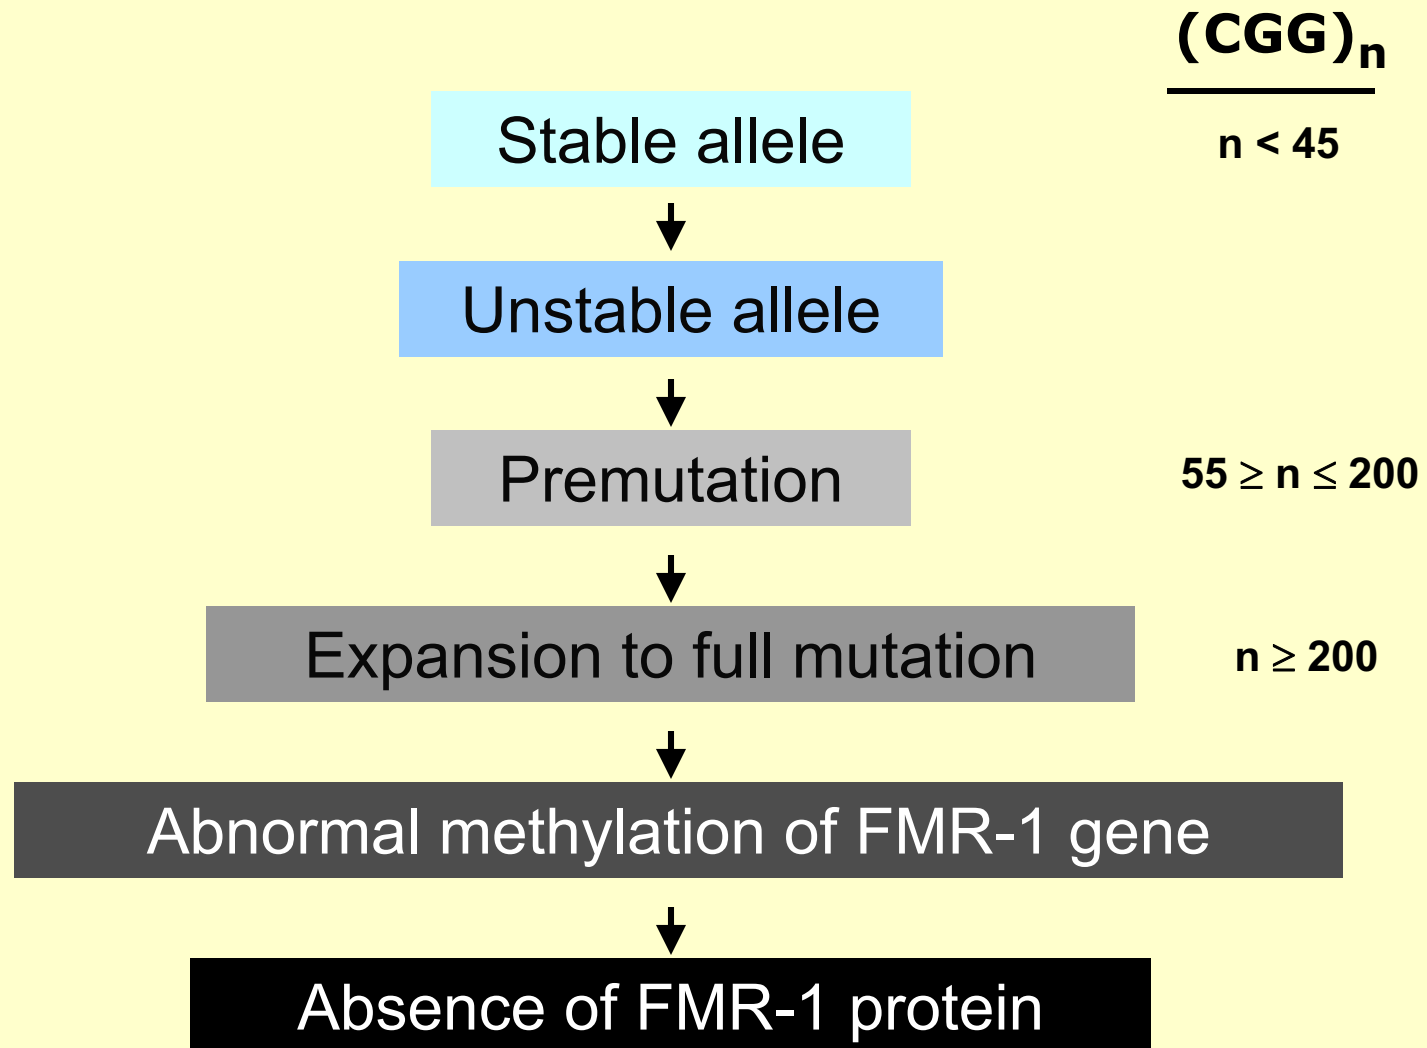 (CGG)n
Stable allele
n < 45
Unstable allele
Premutation
55 ≥ n ≤ 200
Expansion to full mutation
n ≥ 200
Abnormal methylation of FMR-1 gene
Absence of FMR-1 protein